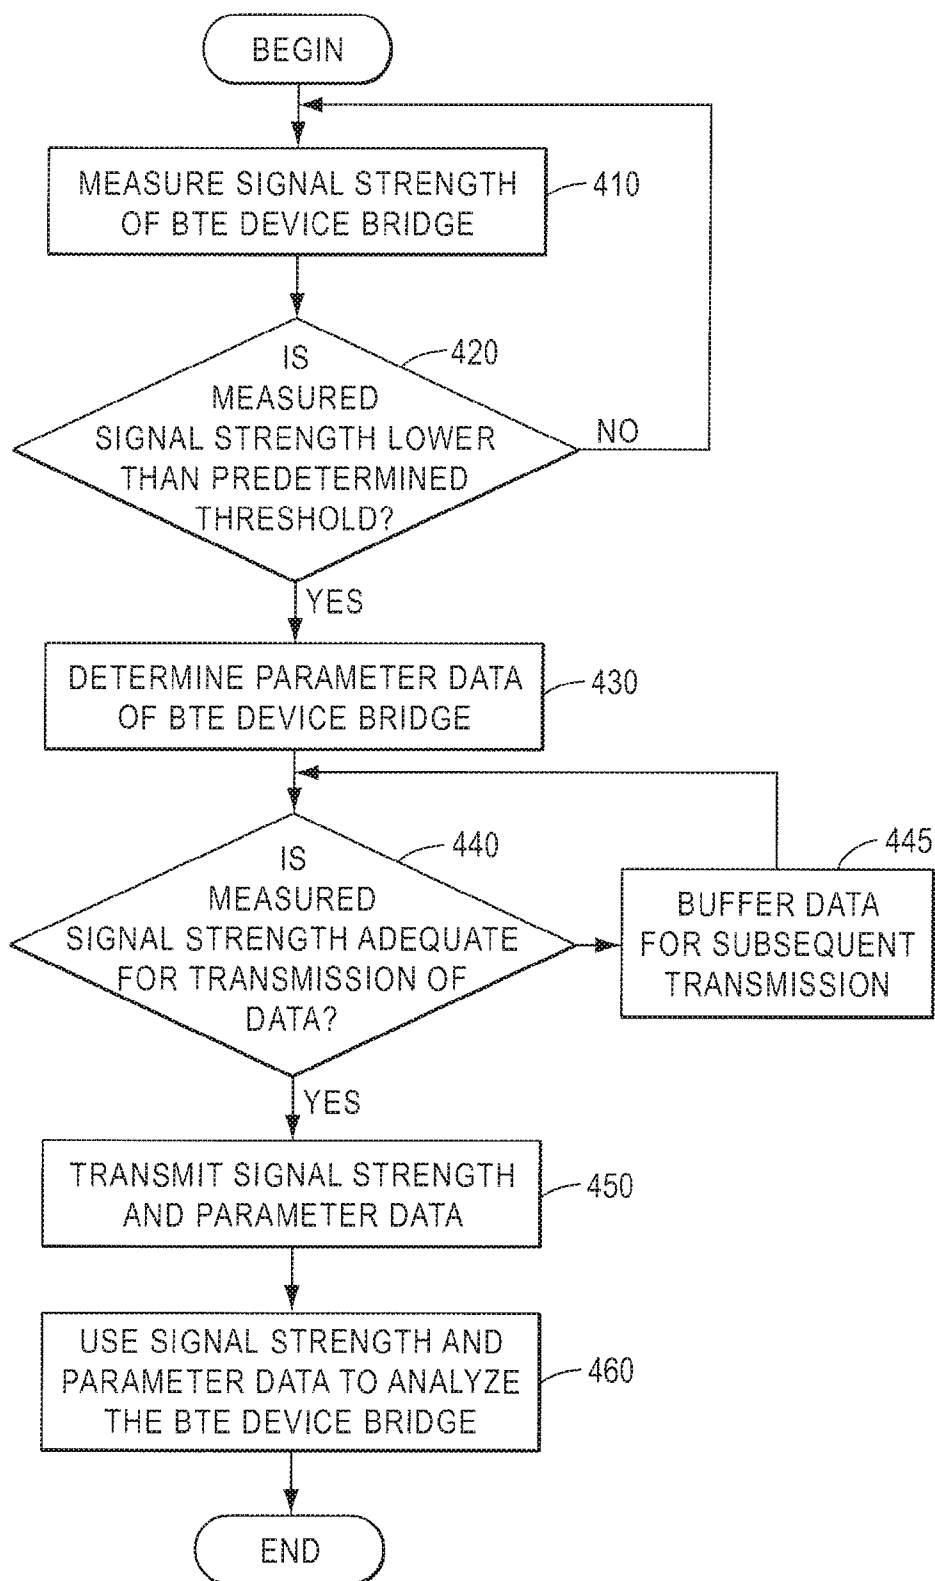 BEGIN
MEASURE SIGNAL STRENGTH
OF BTE DEVICE BRIDGE
410
IS
MEASURED
SIGNAL STRENGTH LOWER
THAN PREDETERMINED
THRESHOLD?
420
NO
YES
DETERMINE PARAMETER DATA
OF BTE DEVICE BRIDGE
430
IS
MEASURED
SIGNAL STRENGTH ADEQUATE
FOR TRANSMISSION OF
DATA?
440
445
BUFFER DATA
FOR SUBSEQUENT
TRANSMISSION
YES
TRANSMIT SIGNAL STRENGTH
AND PARAMETER DATA
450
USE SIGNAL STRENGTH AND
PARAMETER DATA TO ANALYZE
THE BTE DEVICE BRIDGE
460
END